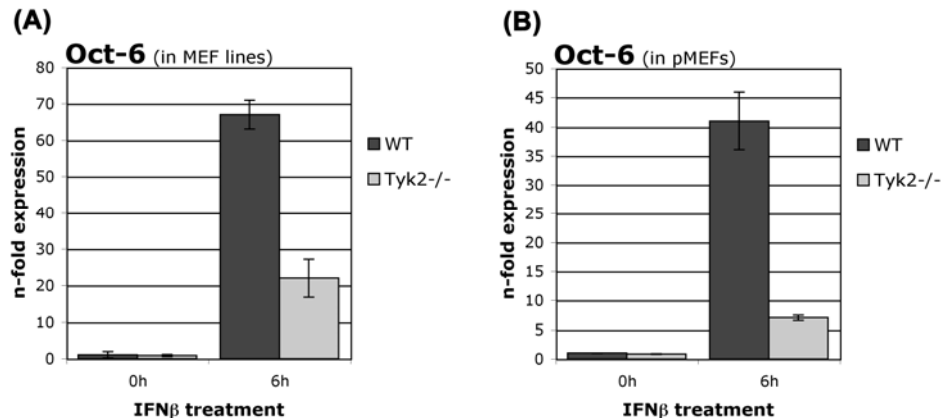 (A)
Oct-6 (in MEF lines)
80
70
60
50
40
30
20
10
0
n-fold expression
0h
6h
IFNβ treatment
WT
Tyk2-/-
(B)
Oct-6 (in pMEFs)
50
45
40
35
30
25
20
15
10
5
0
n-fold expression
0h
6h
IFNβ treatment
WT
Tyk2-/-